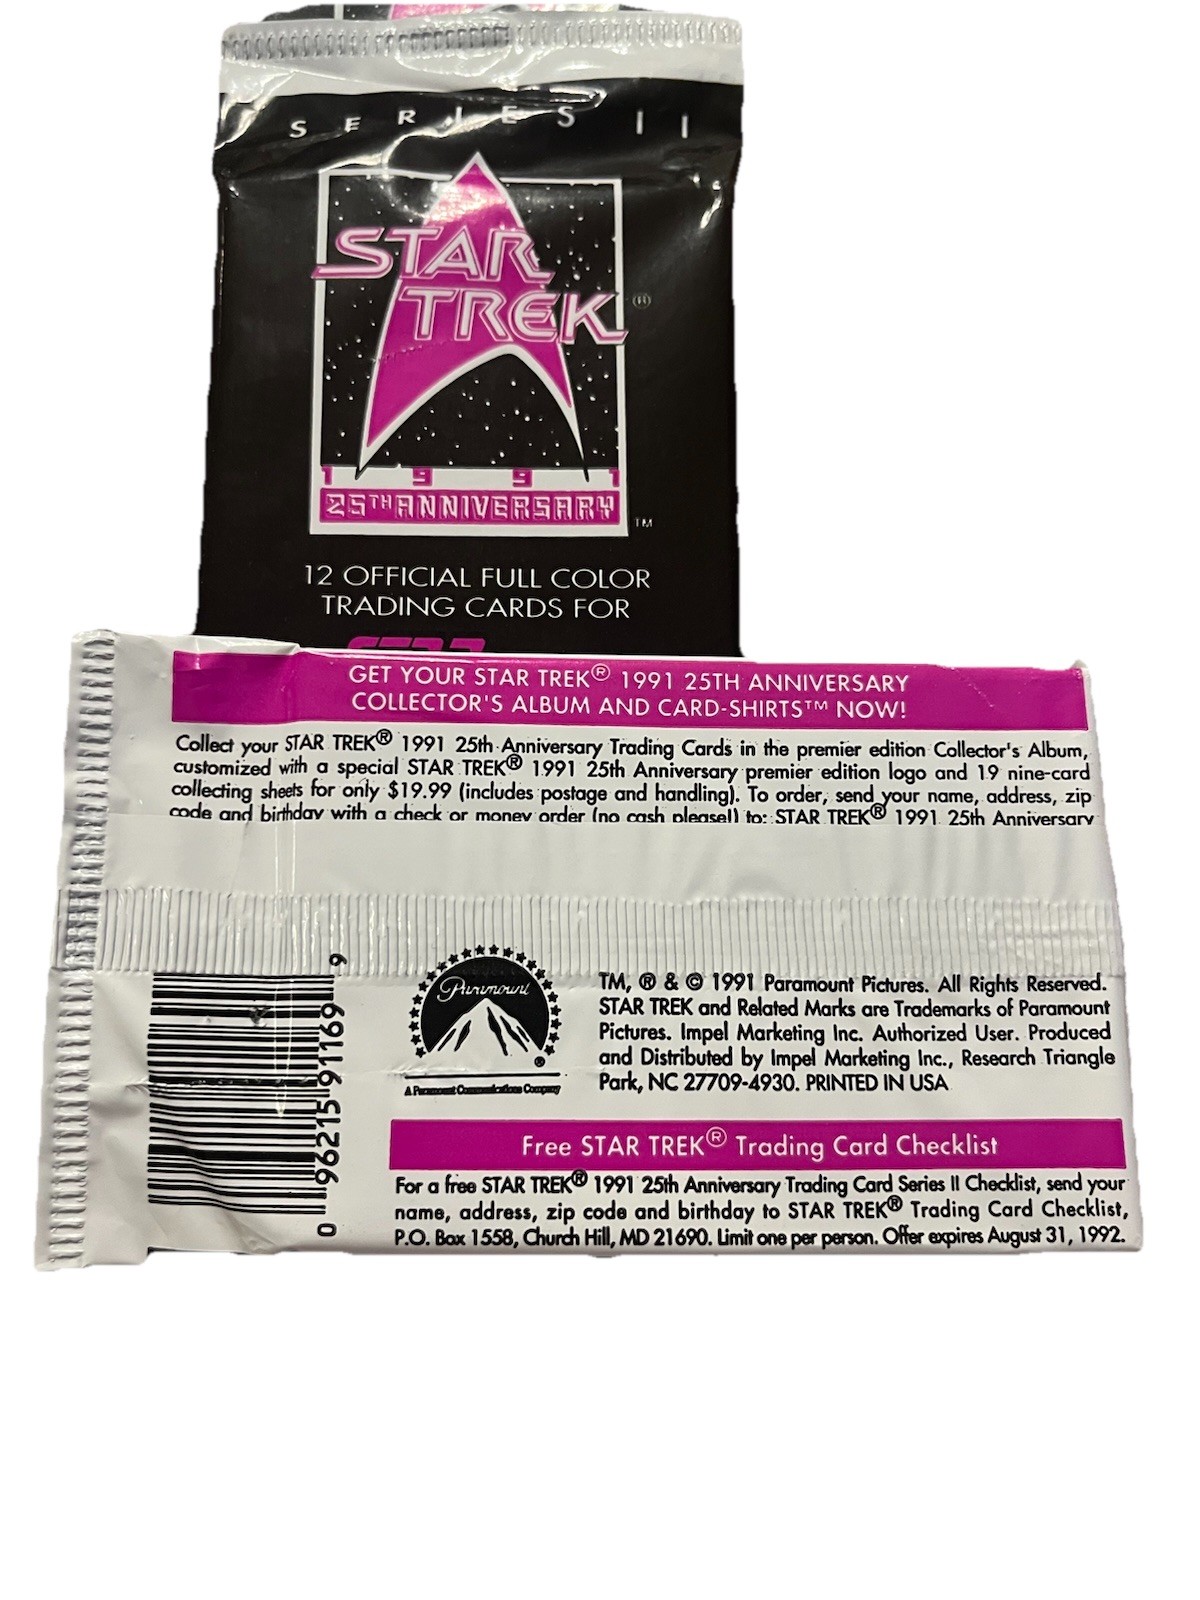 SERIES II
STAR
TREK ®
1991
25TH ANNIVERSARY
TM
12 OFFICIAL FULL COLOR
TRADING CARDS FOR
GET YOUR STAR TREK® 1991 25TH ANNIVERSARY
COLLECTOR'S ALBUM AND CARD-SHIRTS™ NOW!
Collect your STAR TREK® 1991 25th Anniversary Trading Cards in the premier edition Collector's Album,
customized with a special STAR TREK® 1991 25th Anniversary premier edition logo and 19 nine-card
collecting sheets for only $19.99 (includes postage and handling). To order, send your name, address, zip
code and birthday with a check or money order (no cash please!) to: STAR TREK® 1991 25th Anniversary
0 96215 91169 9
Paramount
®
A Paramount Communications Company
TM, ® & © 1991 Paramount Pictures. All Rights Reserved.
STAR TREK and Related Marks are Trademarks of Paramount
Pictures. Impel Marketing Inc. Authorized User. Produced
and Distributed by Impel Marketing Inc., Research Triangle
Park, NC 27709-4930. PRINTED IN USA
Free STAR TREK® Trading Card Checklist
For a free STAR TREK® 1991 25th Anniversary Trading Card Series II Checklist, send your
name, address, zip code and birthday to STAR TREK® Trading Card Checklist,
P.O. Box 1558, Church Hill, MD 21690. Limit one per person. Offer expires August 31, 1992.